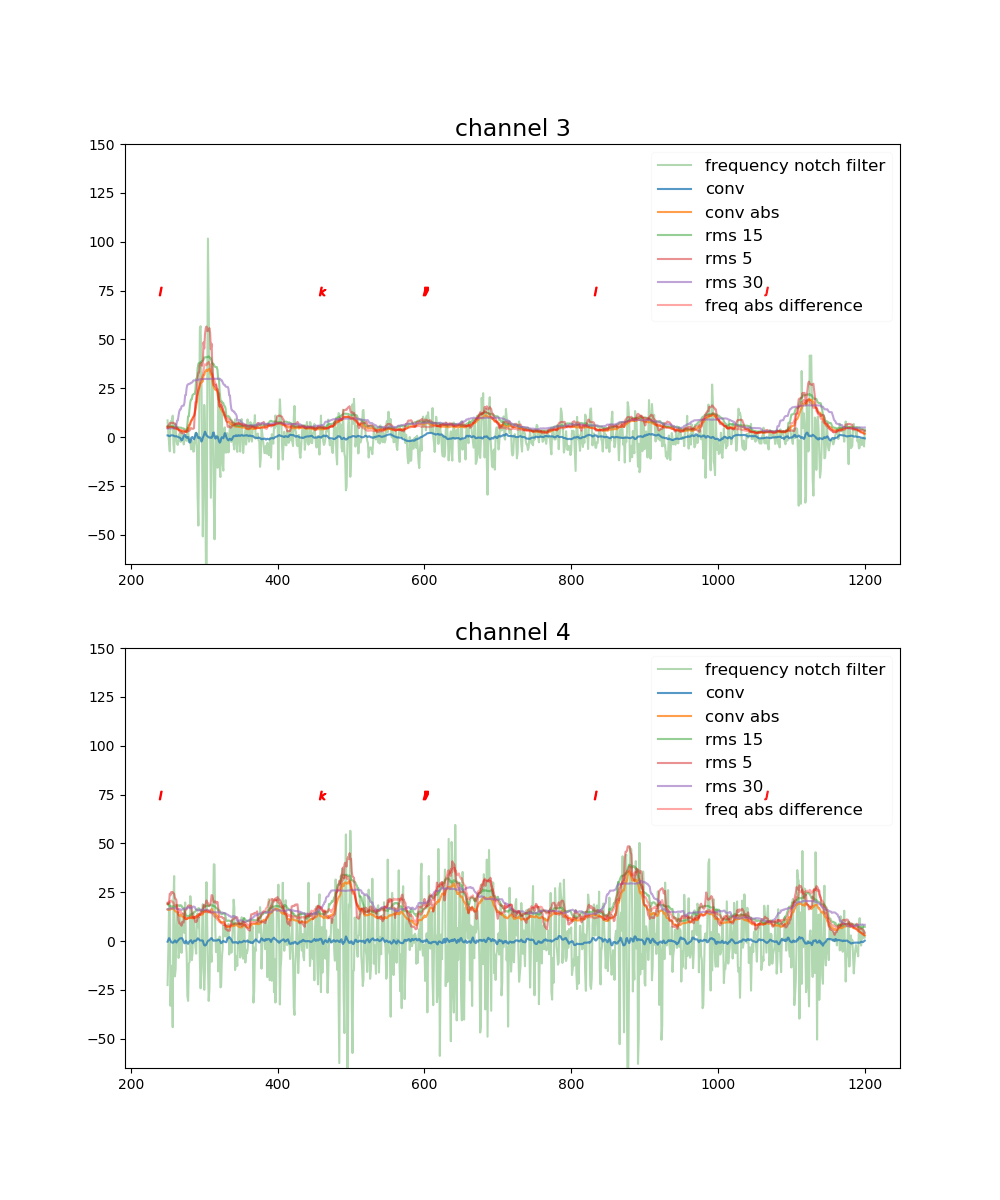 channel 3
150
frequency notch filter
conv
125
conv abs
rms 15
100
rms 5
rms 30
75
k
freq abs difference
50
25
0
−25
−50
200 400 600 800 1000 1200
channel 4
150
frequency notch filter
conv
125
conv abs
rms 15
100
rms 5
rms 30
75
k
freq abs difference
50
25
0
−25
−50
200 400 600 800 1000 1200